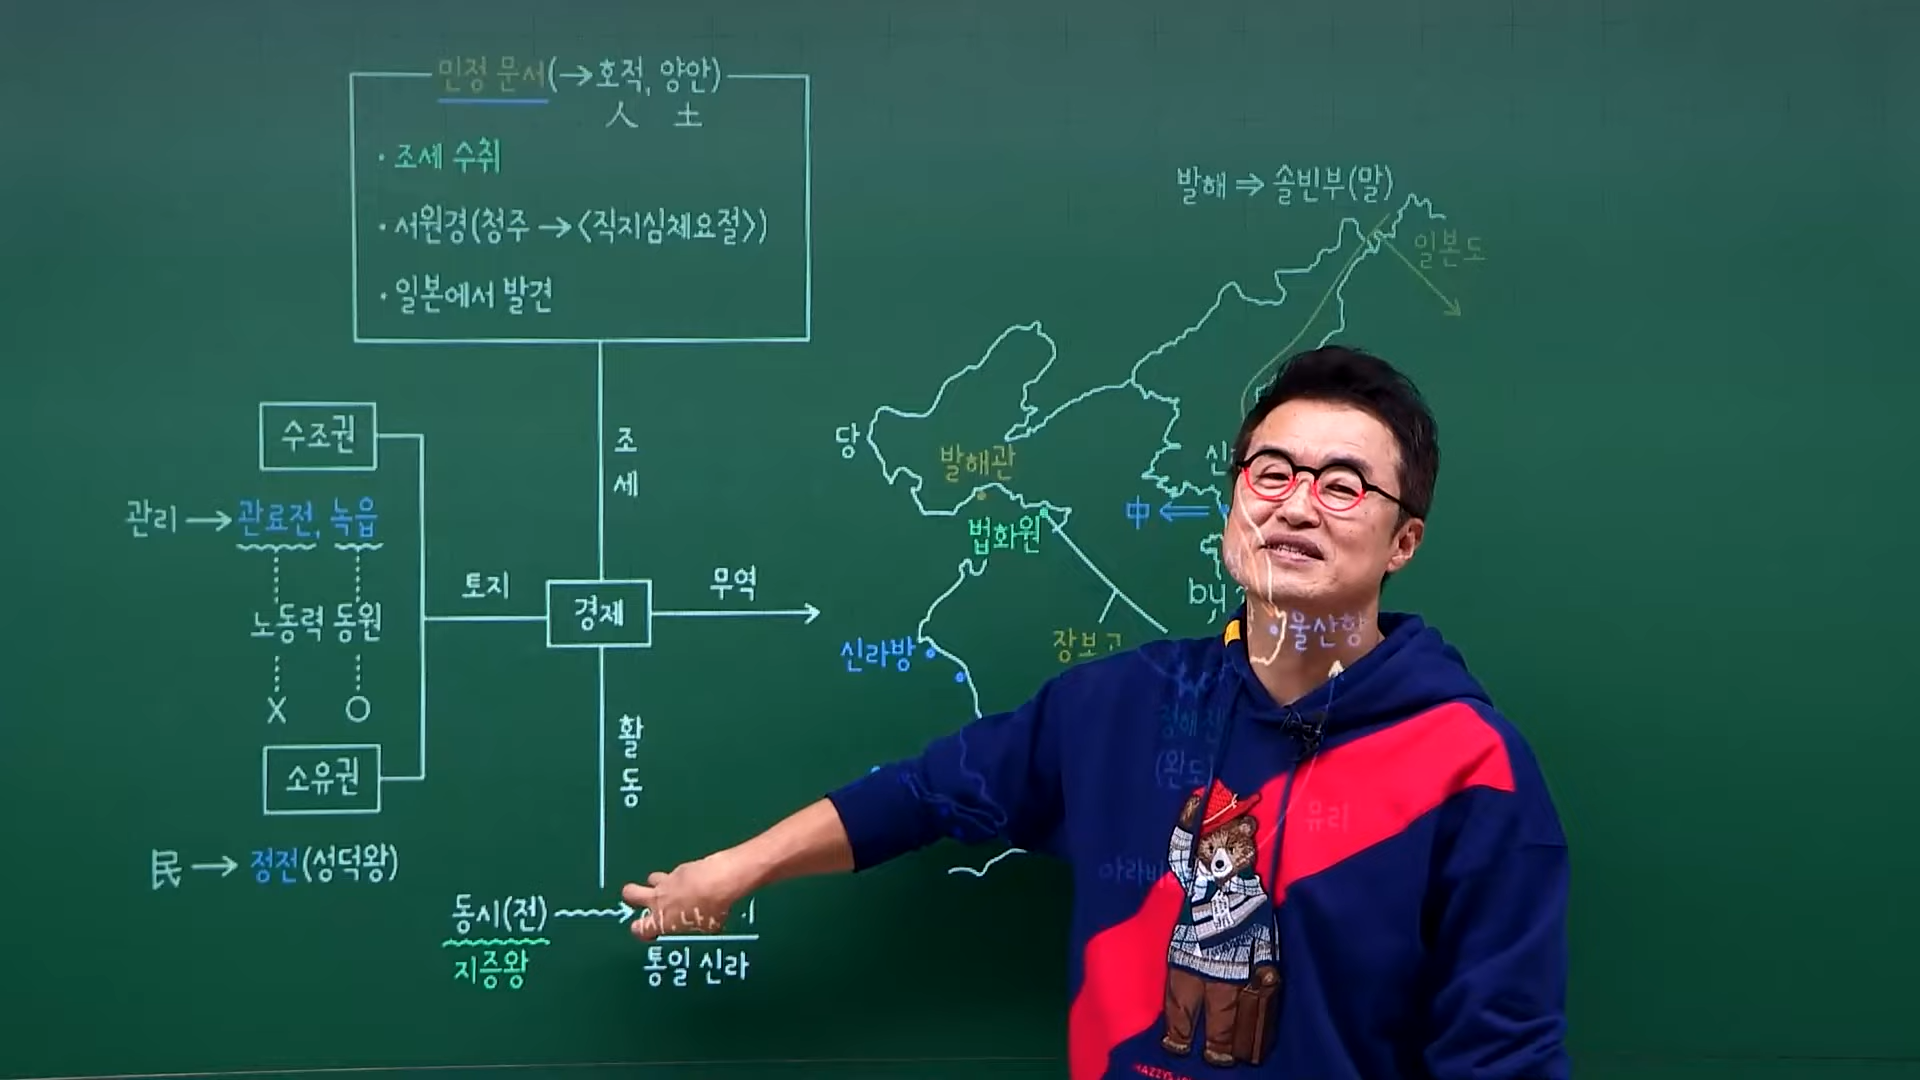 민정 문서(→호적, 양안)
人 土
· 조세 수취
· 서원경(청주→<직지심체요절>)
· 일본에서 발견
조세
수조권
관리→관료전, 녹읍
노동력 동원
X O
소유권
民→정전(성덕왕)
토지
경제
무역
활동
동시(전)
지증왕
통일 신라
발해⇒솔빈부(말)
일본도
당
발해관
법화원
中
by
신라방
울산항
유리
(완도)
HAZZYS